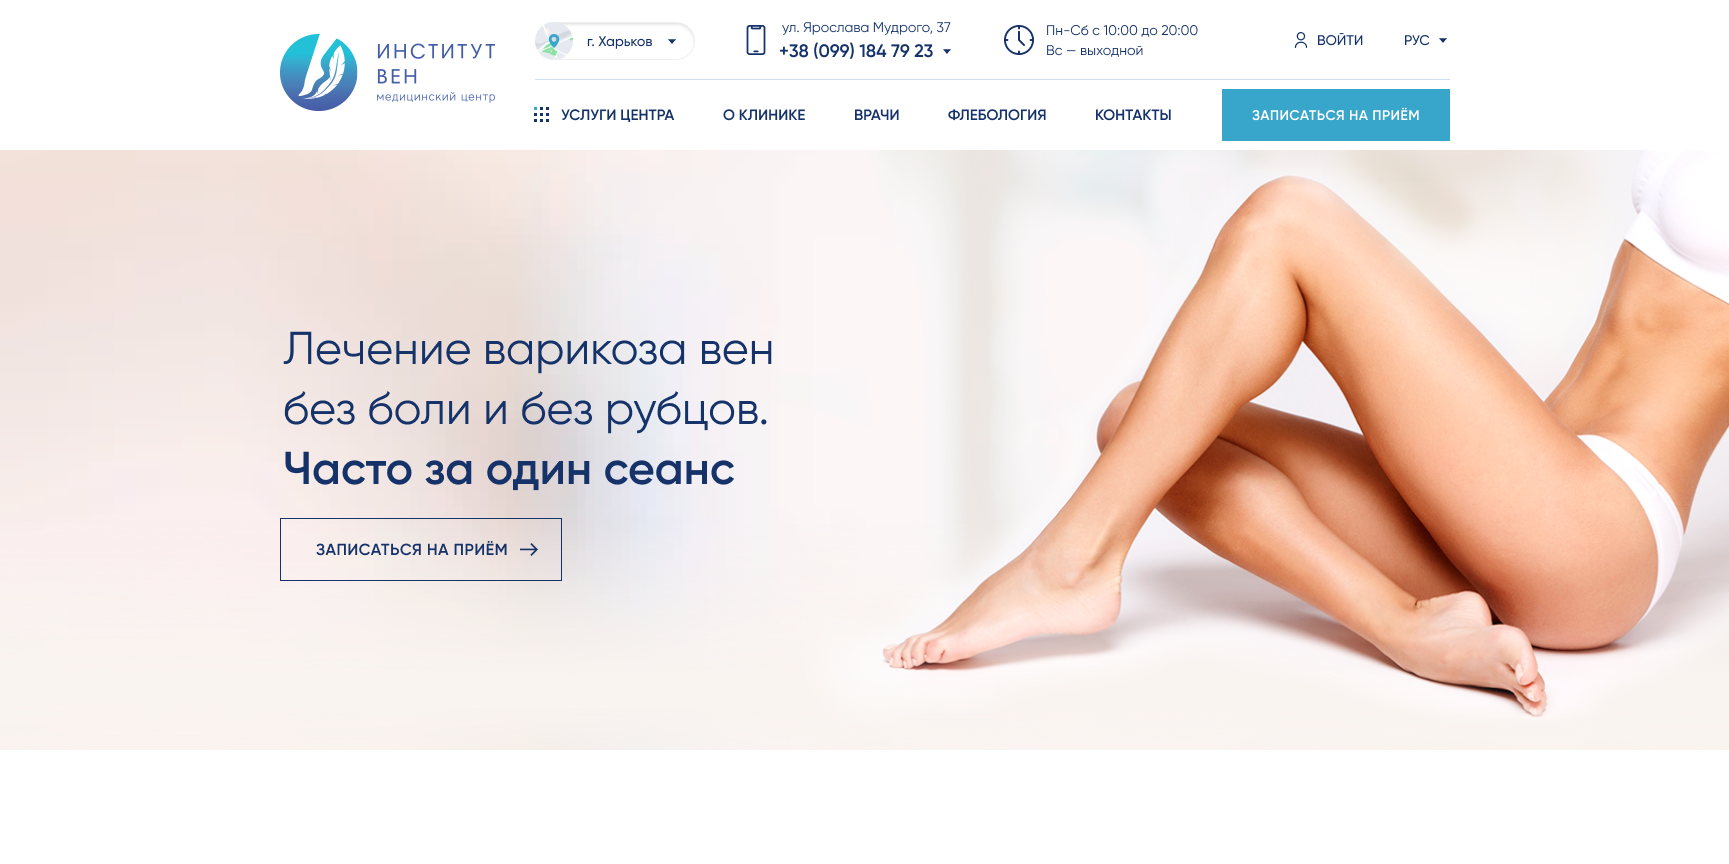 ИНСТИТУТ
ВЕН
медицинский центр
г. Харьков
ул. Ярослава Мудрого, 37
+38 (099) 184 79 23
Пн-Сб с 10:00 до 20:00
Вс — выходной
ВОЙТИ
РУС
УСЛУГИ ЦЕНТРА
О КЛИНИКЕ
ВРАЧИ
ФЛЕБОЛОГИЯ
КОНТАКТЫ
ЗАПИСАТЬСЯ НА ПРИЁМ
Лечение варикоза вен
без боли и без рубцов.
Часто за один сеанс
ЗАПИСАТЬСЯ НА ПРИЁМ